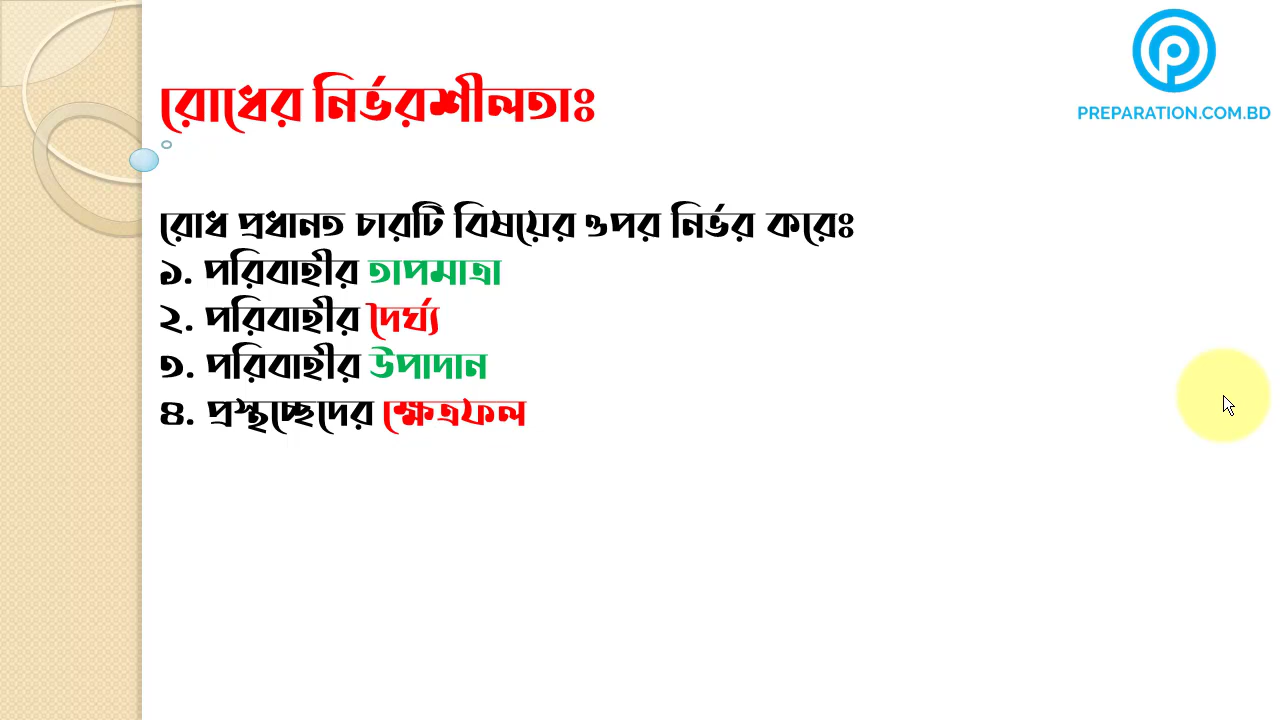 PREPARATION.COM.BD
রোধের নির্ভরশীলতাঃ
রোধ প্রধানত চারটি বিষয়ের ওপর নির্ভর করেঃ
১. পরিবাহীর তাপমাত্রা
২. পরিবাহীর দৈর্ঘ্য
৩. পরিবাহীর উপাদান
৪. প্রস্থচ্ছেদের ক্ষেত্রফল